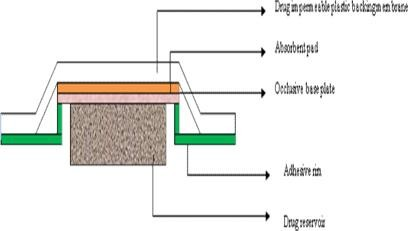 Drug impermeable plastic backing membrane
Absorbent pad
Occlusive base plate
Adhesive rim
Drug reservoir